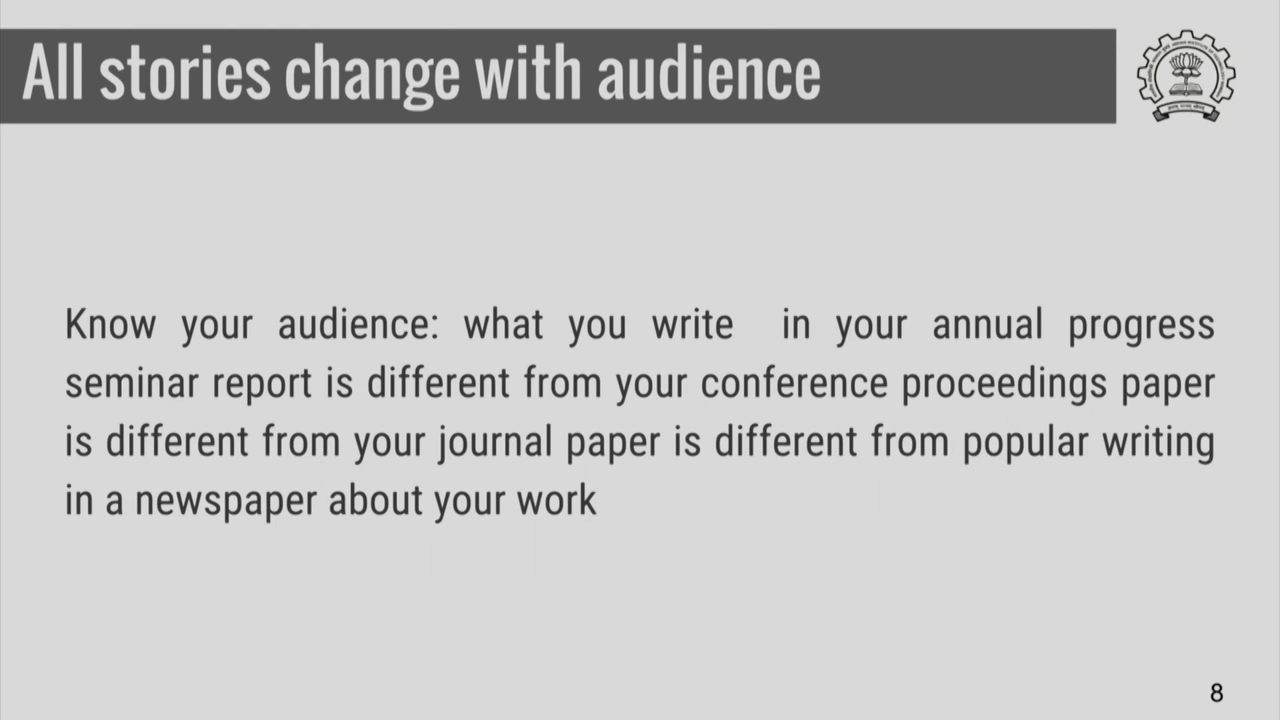 All stories change with audience
Know your audience: what you write in your annual progress
seminar report is different from your conference proceedings paper
is different from your journal paper is different from popular writing
in a newspaper about your work
8